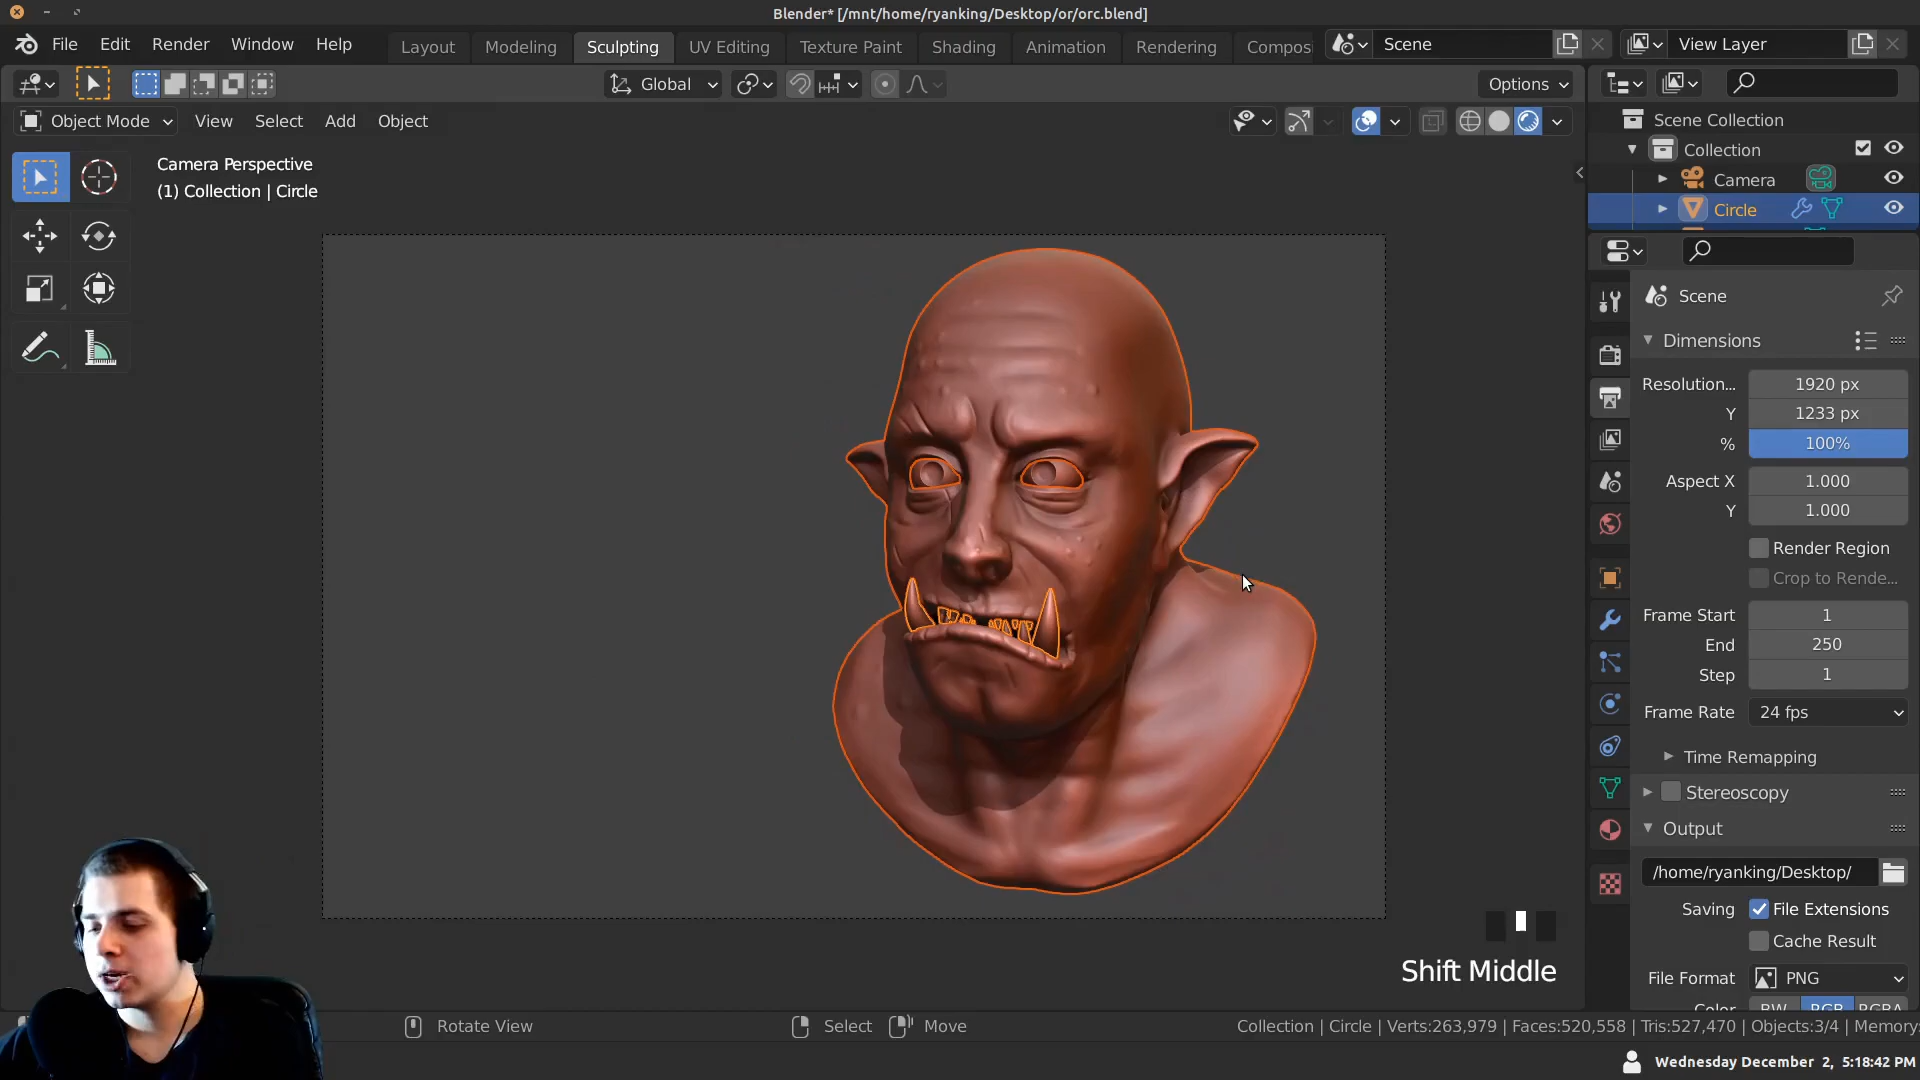 Blender* [/mnt/home/ryanking/Desktop/or/orc.blend]
File Edit Render Window Help
Layout Modeling Sculpting UV Editing Texture Paint Shading Animation Rendering Compos
Scene
View Layer
Global
Options
Object Mode View Select Add Object
Camera Perspective
(1) Collection | Circle
Scene Collection
Collection
Camera
Circle
Scene
Dimensions
Resolution... 1920 px
Y 1233 px
% 100%
Aspect X 1.000
Y 1.000
Render Region
Crop to Rende...
Frame Start 1
End 250
Step 1
Frame Rate 24 fps
Time Remapping
Stereoscopy
Output
/home/ryanking/Desktop/
Saving File Extensions
Cache Result
File Format PNG
Color BW RGB RGBA
Shift Middle
Rotate View Select Move
Collection | Circle | Verts:263,979 | Faces:520,558 | Tris:527,470 | Objects:3/4 | Memory:
Wednesday December 2, 5:18:42 PM